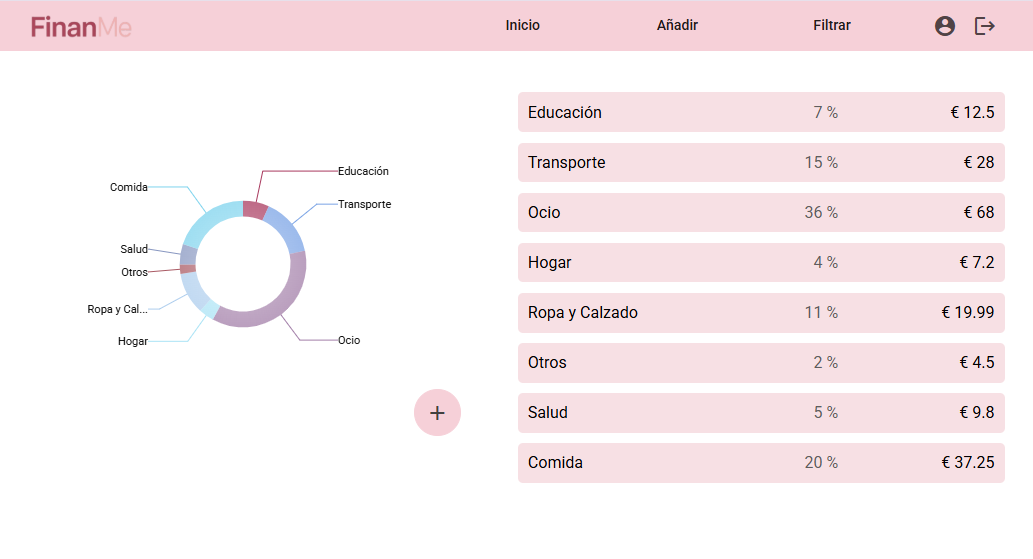 FinanMe
Inicio Añadir Filtrar
Educación
Transporte
Comida
Salud
Otros
Ropa y Cal...
Hogar
Ocio
+
Educación 7 % € 12.5
Transporte 15 % € 28
Ocio 36 % € 68
Hogar 4 % € 7.2
Ropa y Calzado 11 % € 19.99
Otros 2 % € 4.5
Salud 5 % € 9.8
Comida 20 % € 37.25